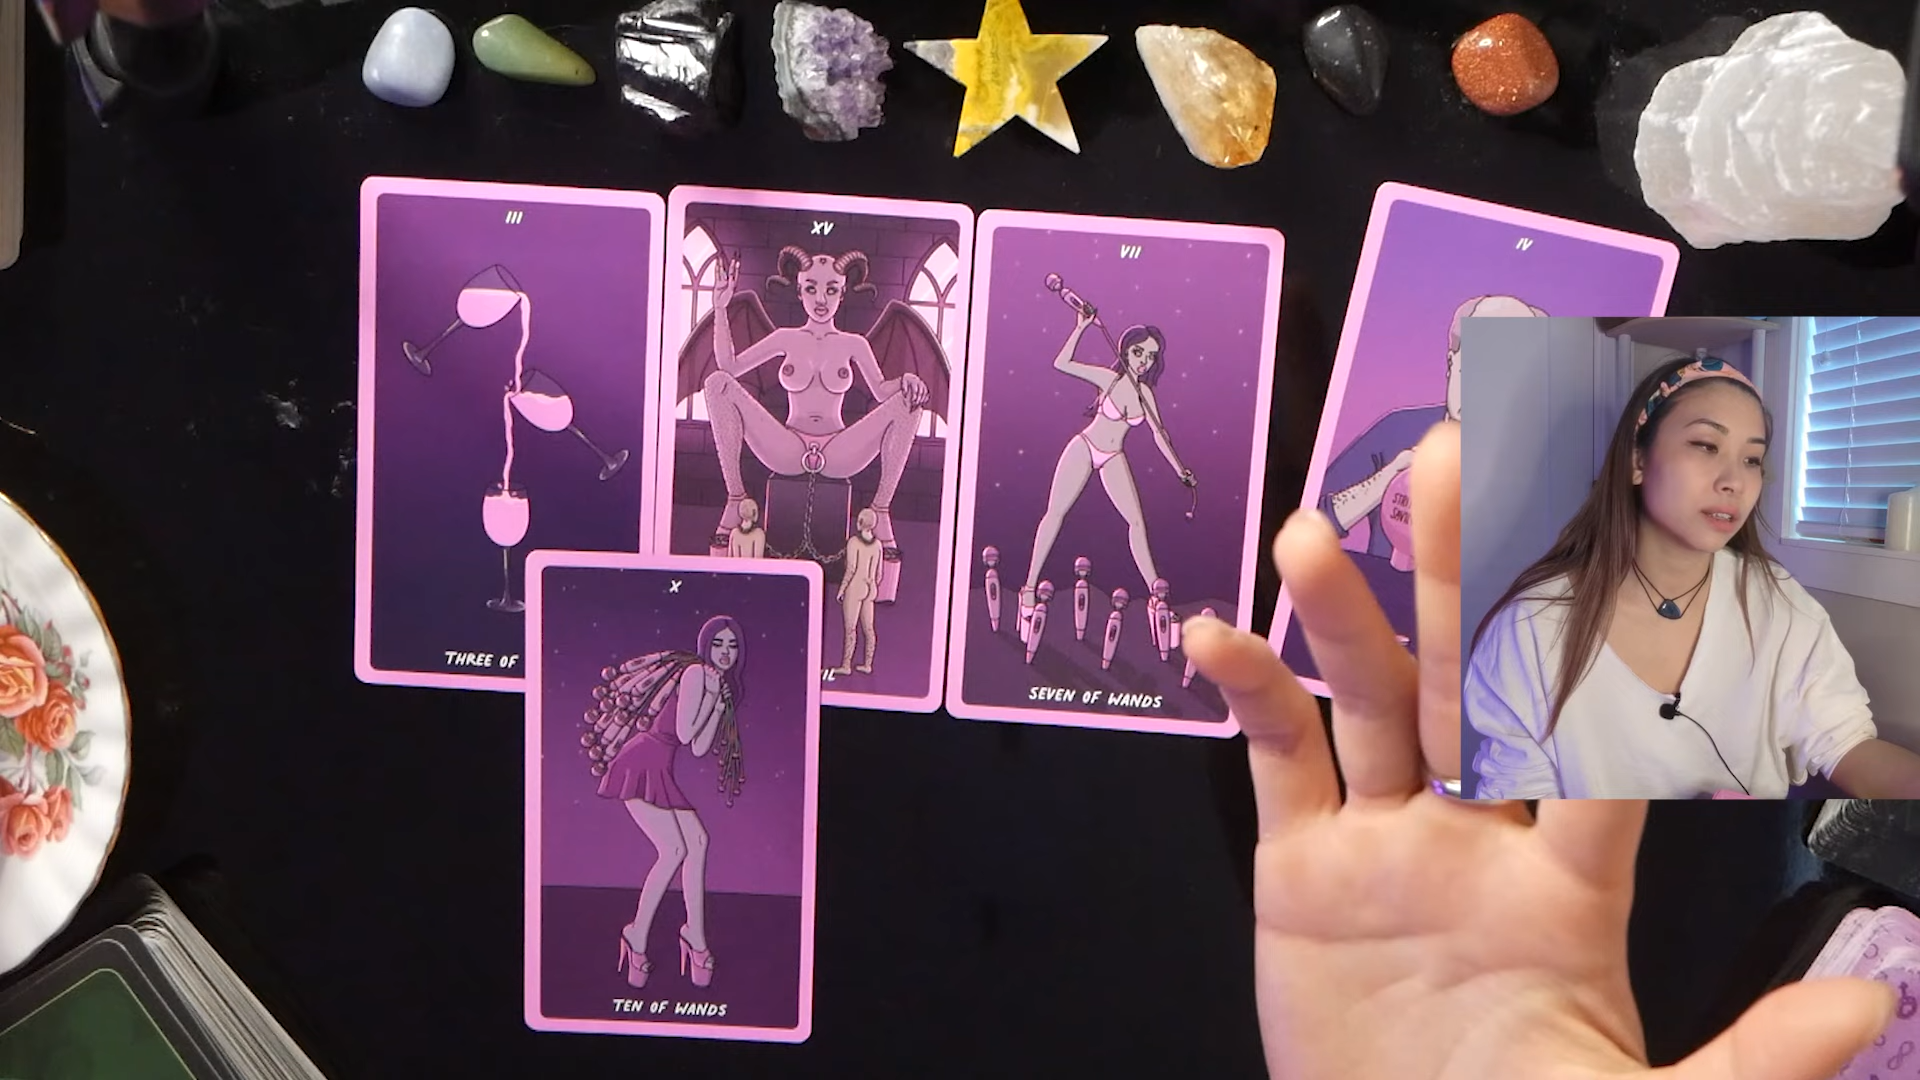 III
XV
VII
IV
THREE OF
IL
SEVEN OF WANDS
X
TEN OF WANDS